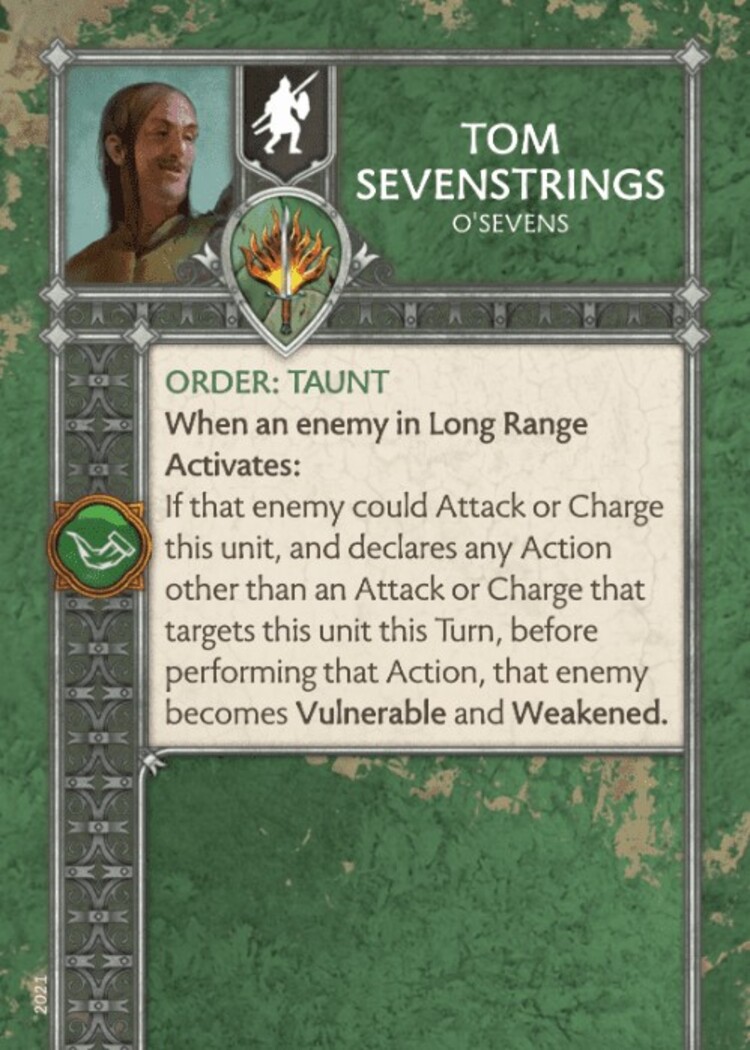 TOM
SEVENSTRINGS
O'SEVENS
ORDER: TAUNT
When an enemy in Long Range
Activates:
If that enemy could Attack or Charge
this unit, and declares any Action
other than an Attack or Charge that
targets this unit this Turn, before
performing that Action, that enemy
becomes Vulnerable and Weakened.
2021